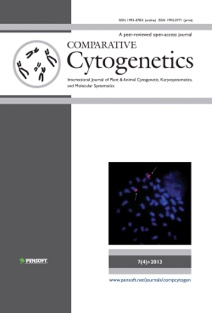 ISSN 1993-0783 (online) ISSN 1993-0771 (print)
A peer-reviewed open-access journal
COMPARATIVE
Cytogenetics
International Journal of Plant & Animal Cytogenetics, Karyosystematics,
and Molecular Systematics
PENSOFT.
7(4)•2013
www.pensoft.net/journals/compcytogen